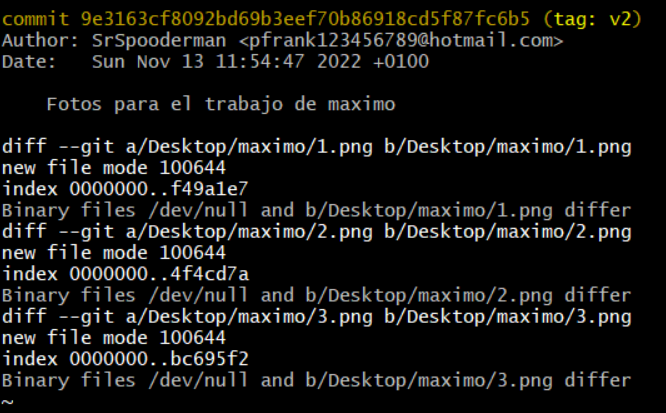 commit 9e3163cf8092bd69b3eef70b86918cd5f87fc6b5 (tag: v2)
Author: SrSpooderman <pfrank123456789@hotmail.com>
Date:   Sun Nov 13 11:54:47 2022 +0100
Fotos para el trabajo de maximo
diff --git a/Desktop/maximo/1.png b/Desktop/maximo/1.png
new file mode 100644
index 0000000..f49a1e7
Binary files /dev/null and b/Desktop/maximo/1.png differ
diff --git a/Desktop/maximo/2.png b/Desktop/maximo/2.png
new file mode 100644
index 0000000..4f4cd7a
Binary files /dev/null and b/Desktop/maximo/2.png differ
diff --git a/Desktop/maximo/3.png b/Desktop/maximo/3.png
new file mode 100644
index 0000000..bc695f2
Binary files /dev/null and b/Desktop/maximo/3.png differ
~